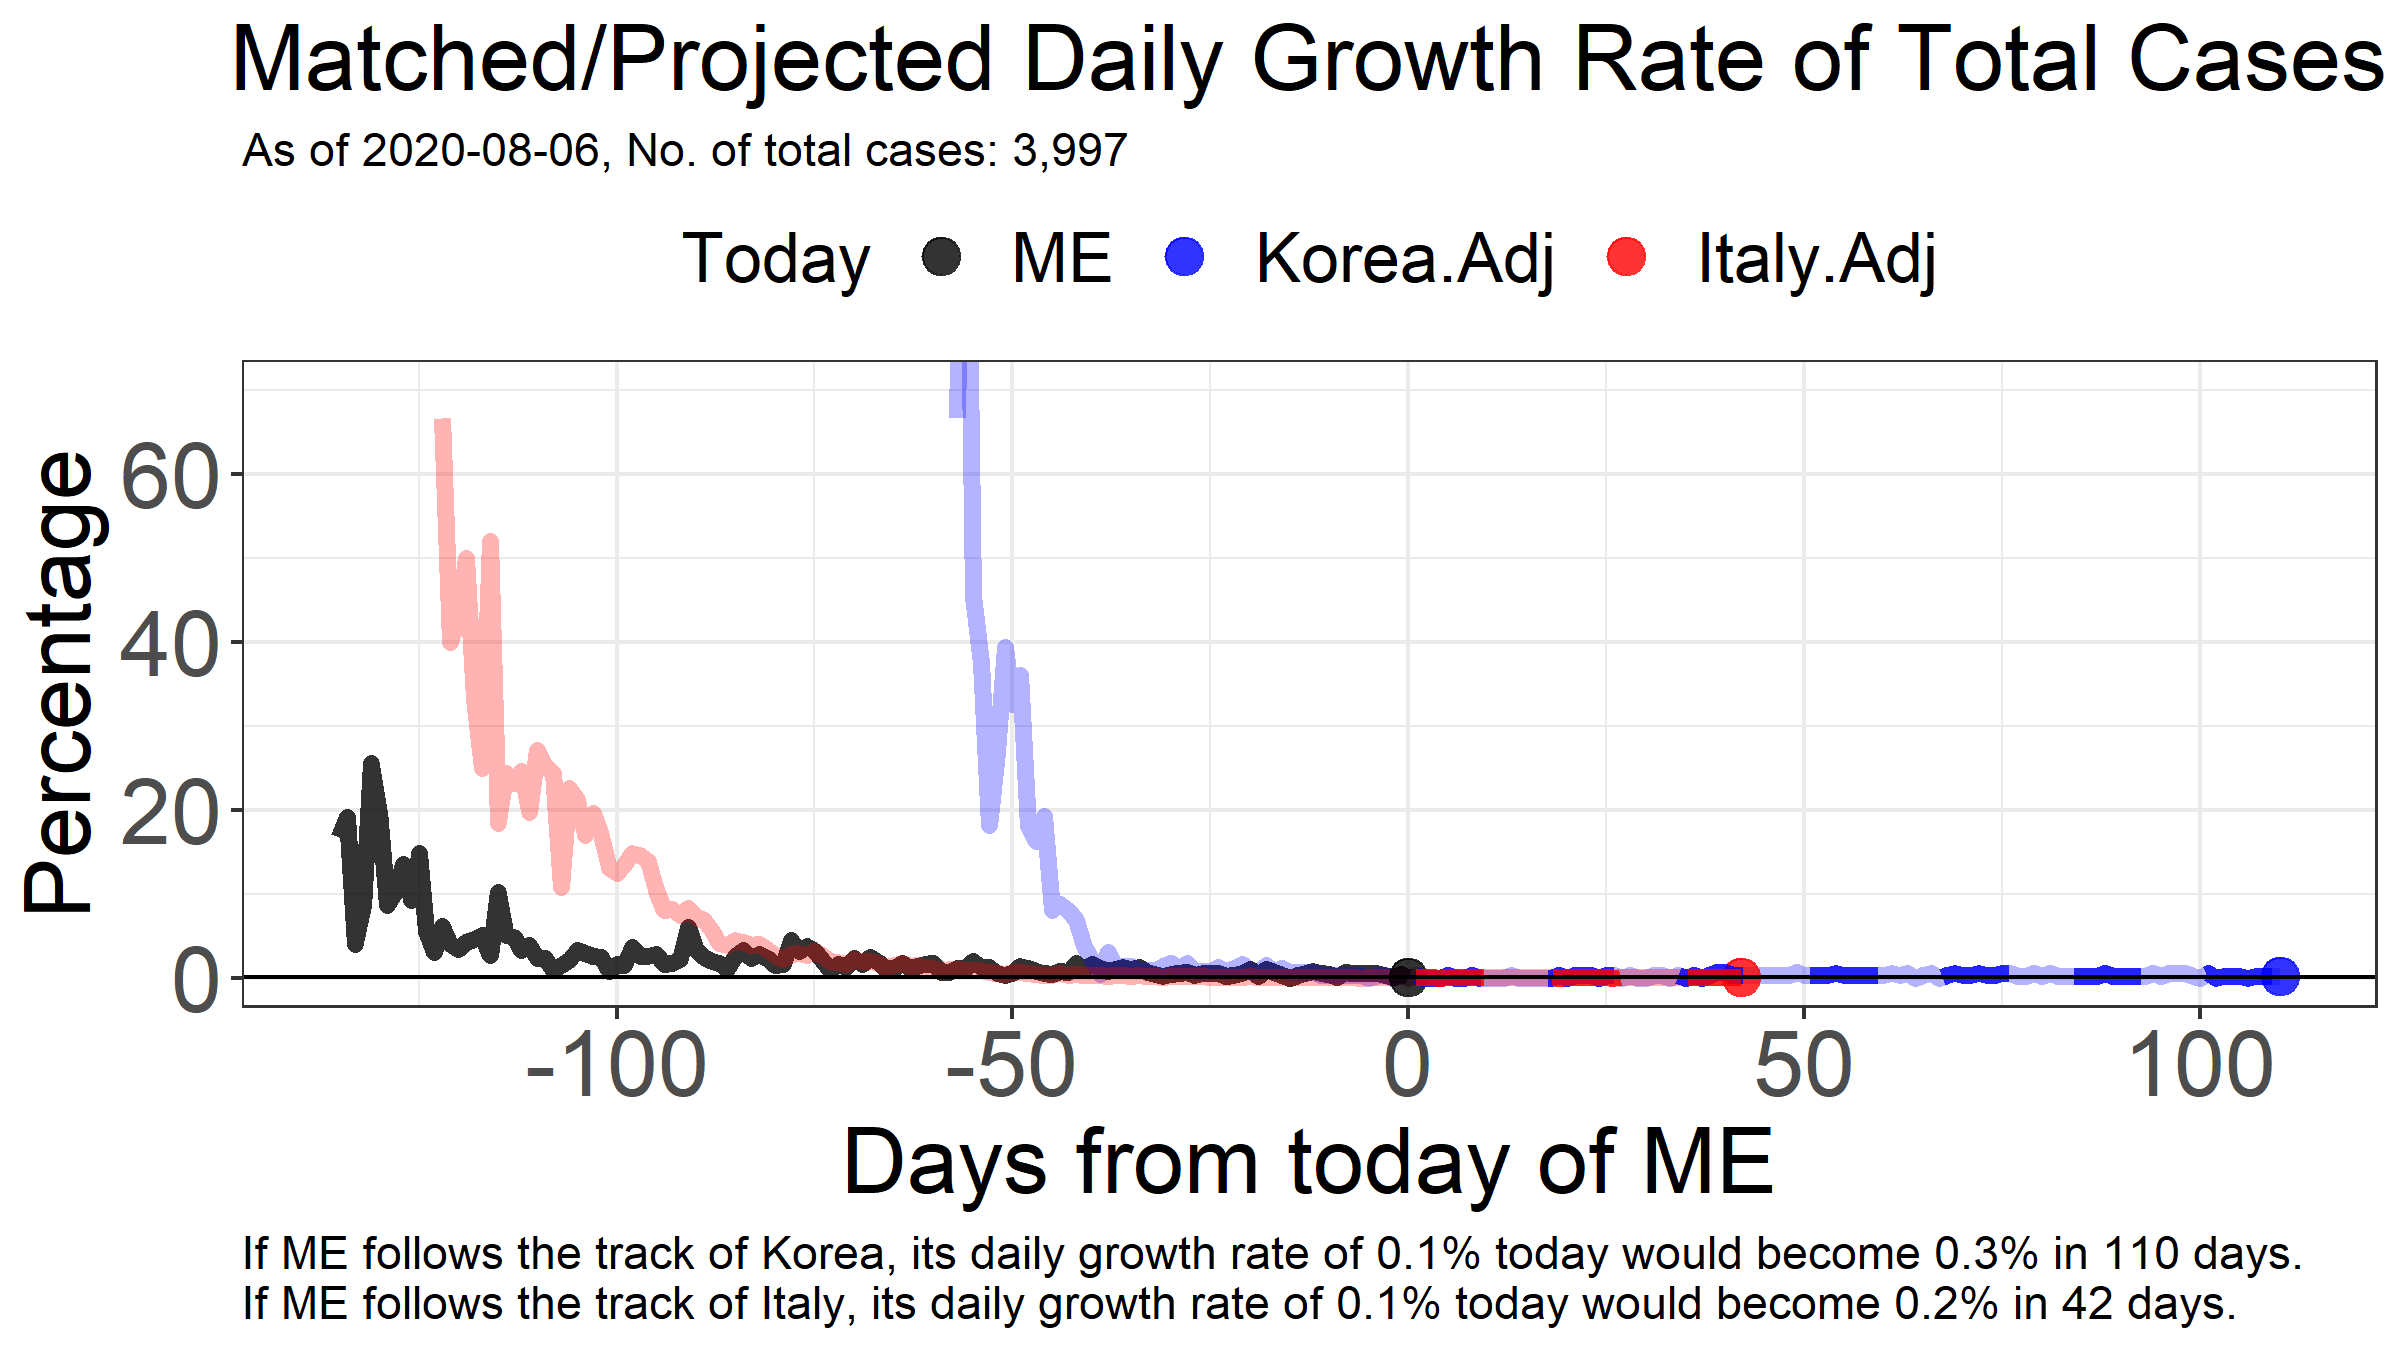 Matched/Projected Daily Growth Rate of Total Cases
As of 2020-08-06, No. of total cases: 3,997
Today ME Korea.Adj Italy.Adj
Percentage
60
40
20
0
-100 -50 0 50 100
Days from today of ME
If ME follows the track of Korea, its daily growth rate of 0.1% today would become 0.3% in 110 days.
If ME follows the track of Italy, its daily growth rate of 0.1% today would become 0.2% in 42 days.